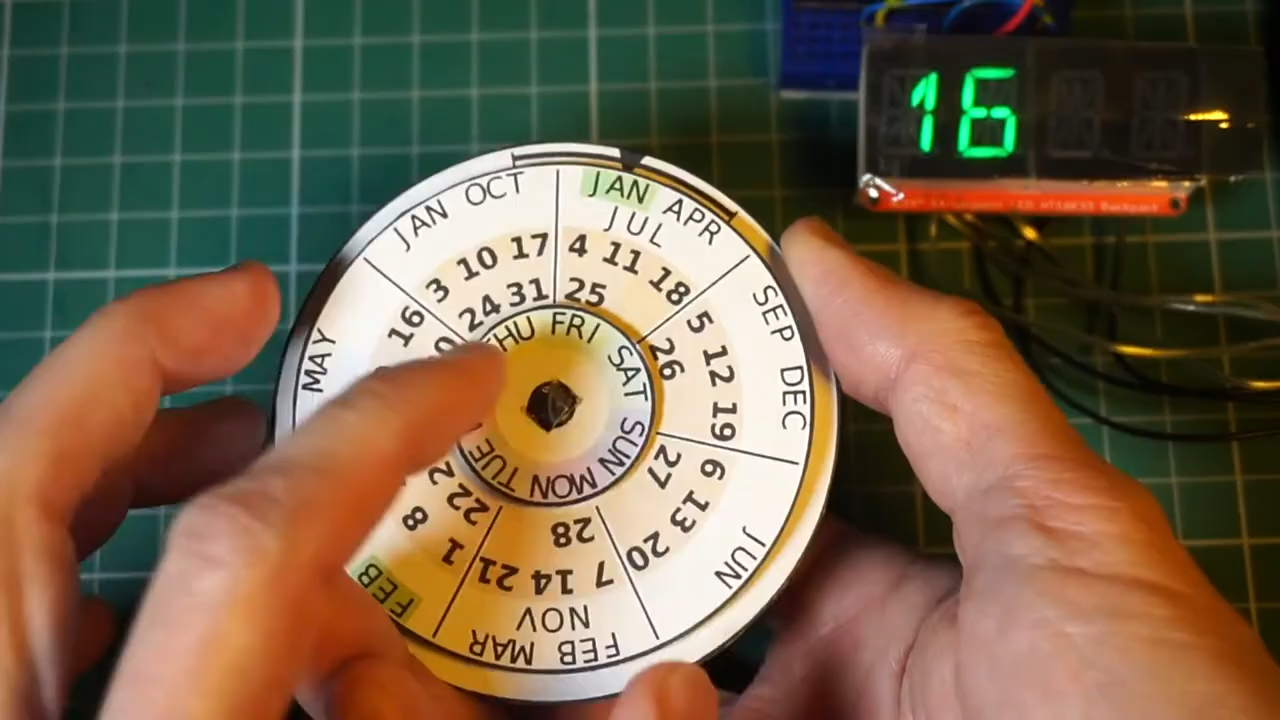 16
JAN OCT
JAN APR
JUL
SEP DEC
JUN
FEB MAR
NOV
FEB
MAY
3 10 17
24 31
4 11 18
25
5 12 19
26
6 13 20
27
7 14 21
28
1 8
22
2
16
THU FRI SAT SUN MON TUE